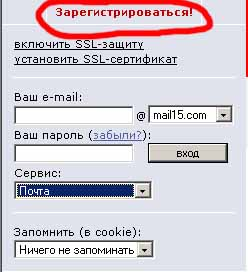 Зарегистрироваться!
включить SSL-защиту
установить SSL-сертификат
Ваш e-mail:
@ mail15.com
Ваш пароль (забыли?):
вход
Сервис:
Почта
Запомнить (в cookie):
Ничего не запоминать